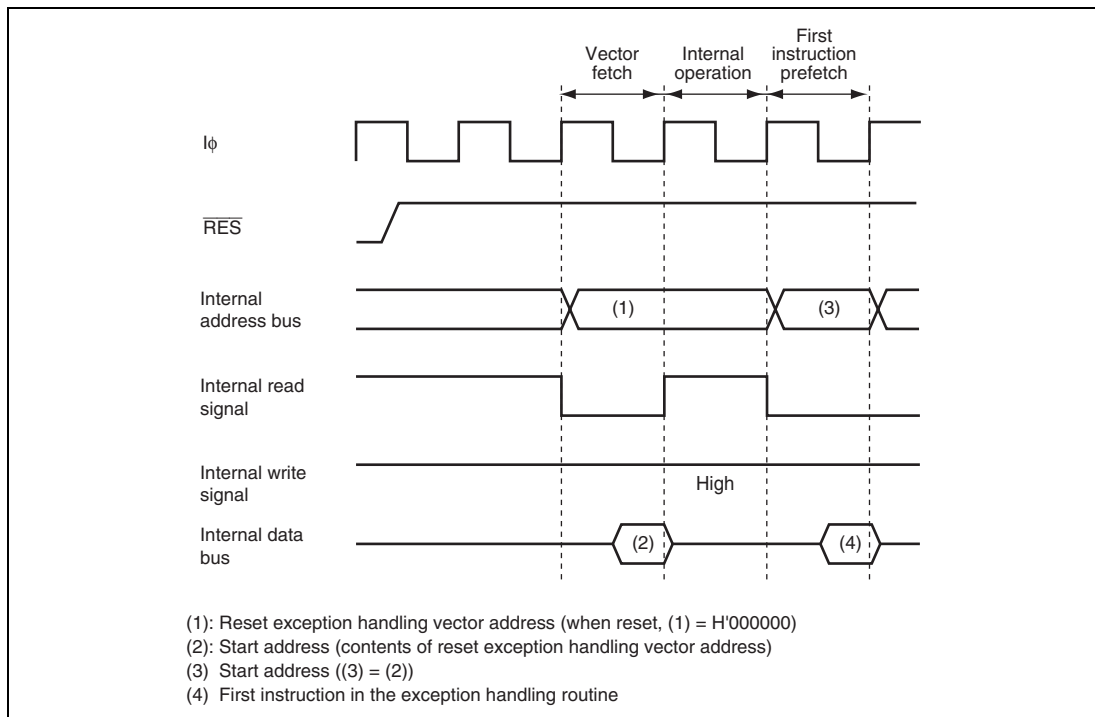 Vector
fetch
Internal
operation
First
instruction
prefetch
Iϕ
RES
Internal
address bus
(1)
(3)
Internal read
signal
Internal write
signal
High
Internal data
bus
(2)
(4)
(1): Reset exception handling vector address (when reset, (1) = H'000000)
(2): Start address (contents of reset exception handling vector address)
(3) Start address ((3) = (2))
(4) First instruction in the exception handling routine